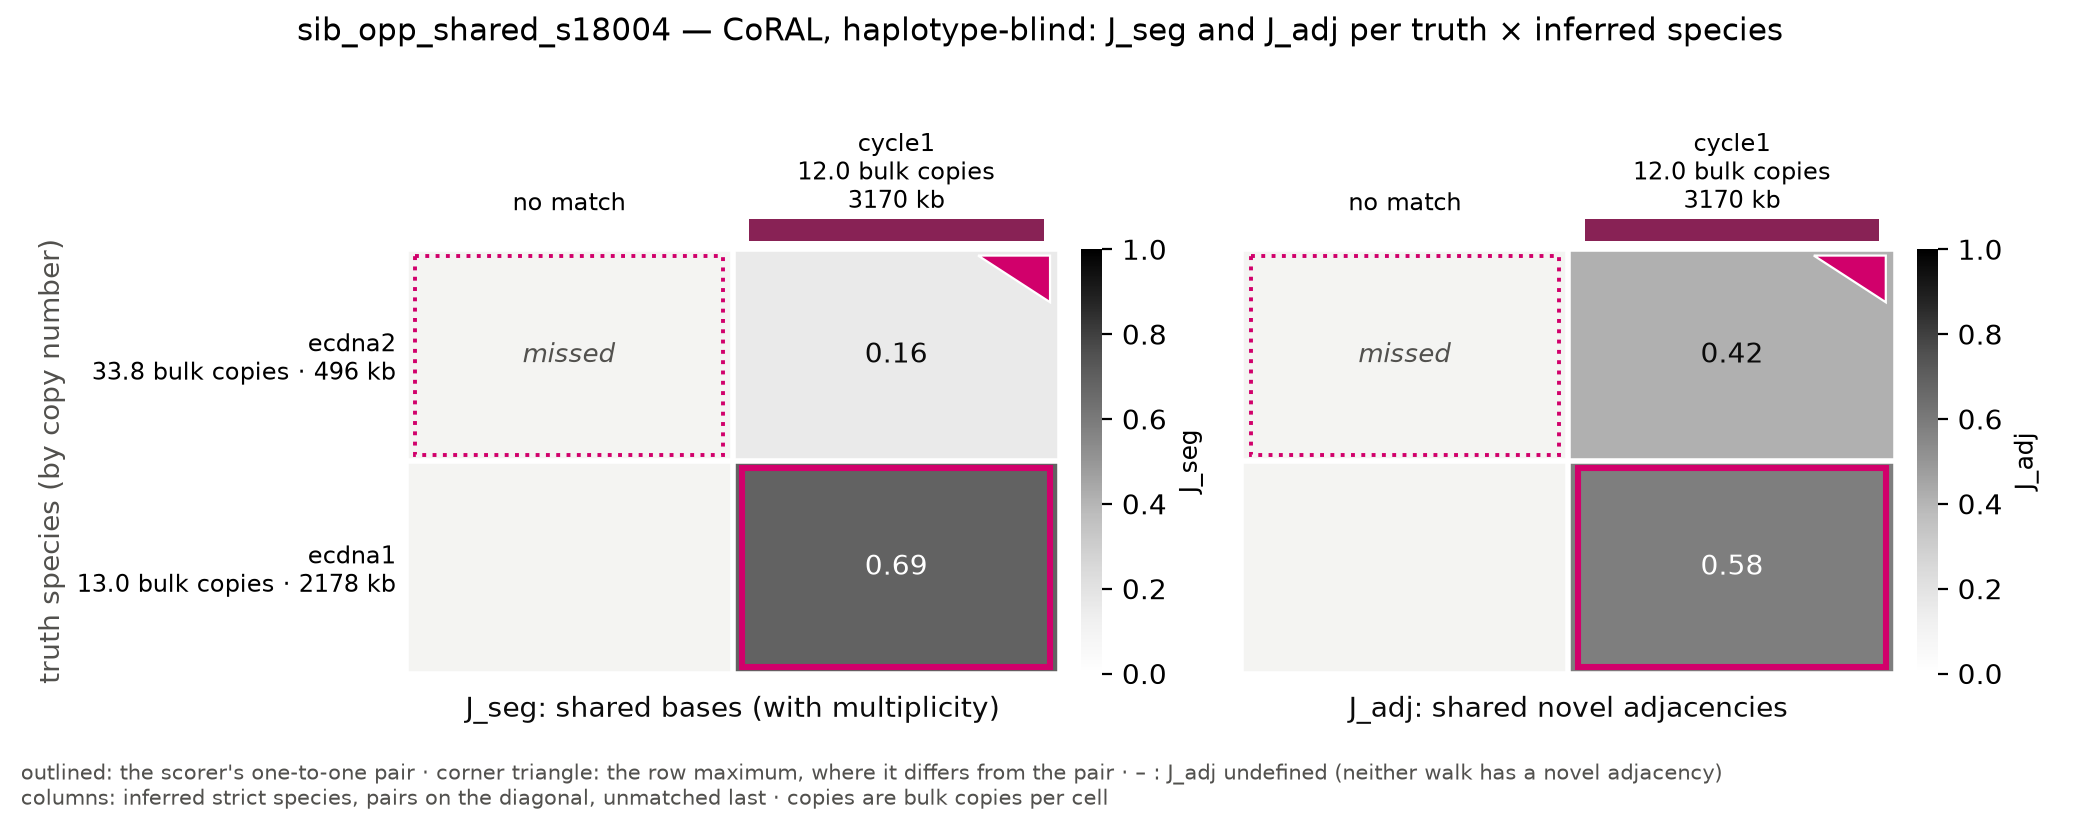 sib_opp_shared_s18004 — CoRAL, haplotype-blind: J_seg and J_adj per truth × inferred species
no match
cycle1
12.0 bulk copies
3170 kb
no match
cycle1
12.0 bulk copies
3170 kb
truth species (by copy number)
ecdna2
33.8 bulk copies · 496 kb
ecdna1
13.0 bulk copies · 2178 kb
missed
0.16
0.69
1.0
0.8
0.6
0.4
0.2
0.0
J_seg
missed
0.42
0.58
1.0
0.8
0.6
0.4
0.2
0.0
J_adj
J_seg: shared bases (with multiplicity)
J_adj: shared novel adjacencies
outlined: the scorer's one-to-one pair · corner triangle: the row maximum, where it differs from the pair · – : J_adj undefined (neither walk has a novel adjacency)
columns: inferred strict species, pairs on the diagonal, unmatched last · copies are bulk copies per cell